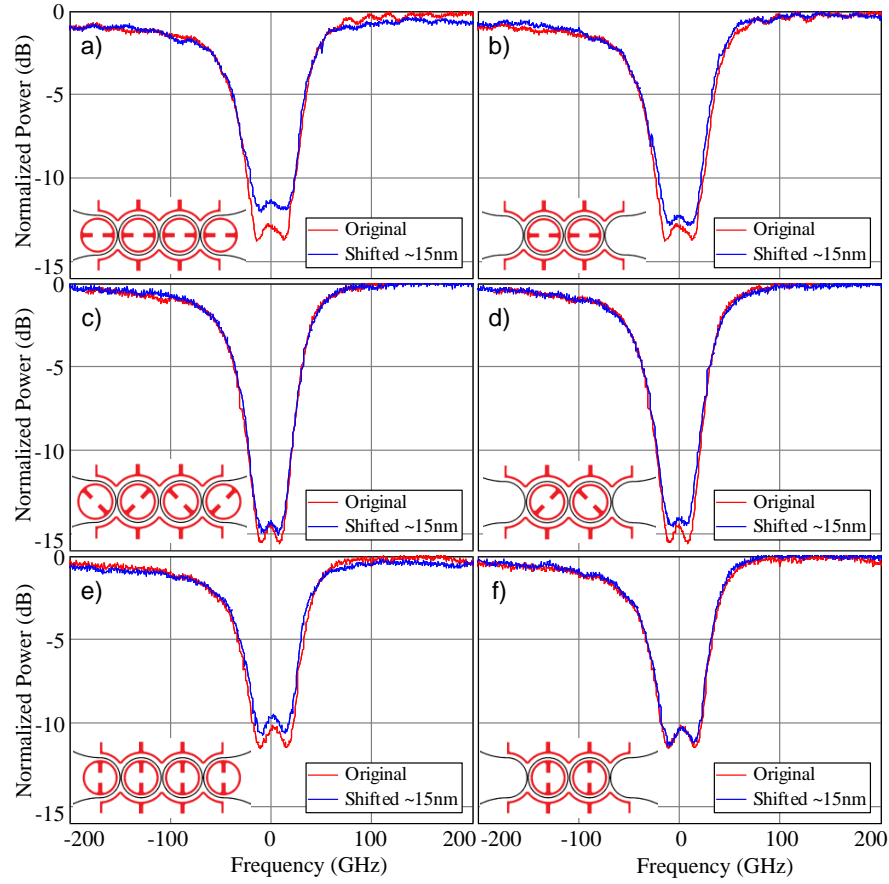 0
-5
-10
-15
Normalized Power (dB)
a)
Original
Shifted ~15nm
b)
Original
Shifted ~15nm
0
-5
-10
-15
Normalized Power (dB)
c)
Original
Shifted ~15nm
d)
Original
Shifted ~15nm
0
-5
-10
-15
Normalized Power (dB)
e)
Original
Shifted ~15nm
f)
Original
Shifted ~15nm
-200 -100 0 100 200
-200 -100 0 100 200
Frequency (GHz)
Frequency (GHz)